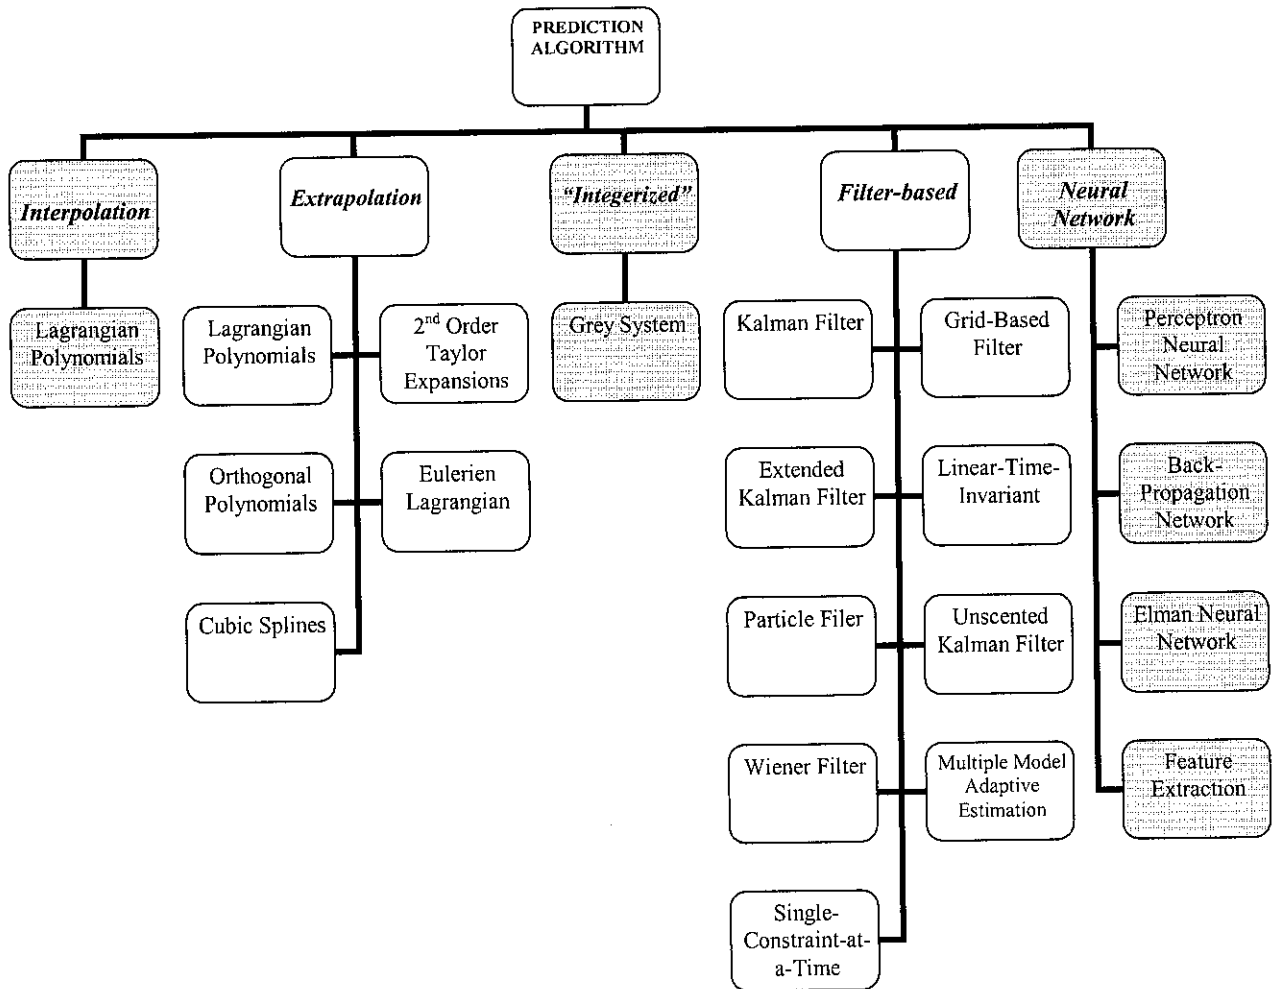 PREDICTION
ALGORITHM
Interpolation
Extrapolation
"Integerized"
Filter-based
Neural
Network
Lagrangian
Polynomials
Lagrangian
Polynomials
2nd Order
Taylor
Expansions
Grey System
Kalman Filter
Grid-Based
Filter
Perceptron
Neural
Network
Orthogonal
Polynomials
Eulerien
Lagrangian
Extended
Kalman Filter
Linear-Time-
Invariant
Back-
Propagation
Network
Cubic Splines
Particle Filer
Unscented
Kalman Filter
Elman Neural
Network
Wiener Filter
Multiple Model
Adaptive
Estimation
Feature
Extraction
Single-
Constraint-at-
a-Time